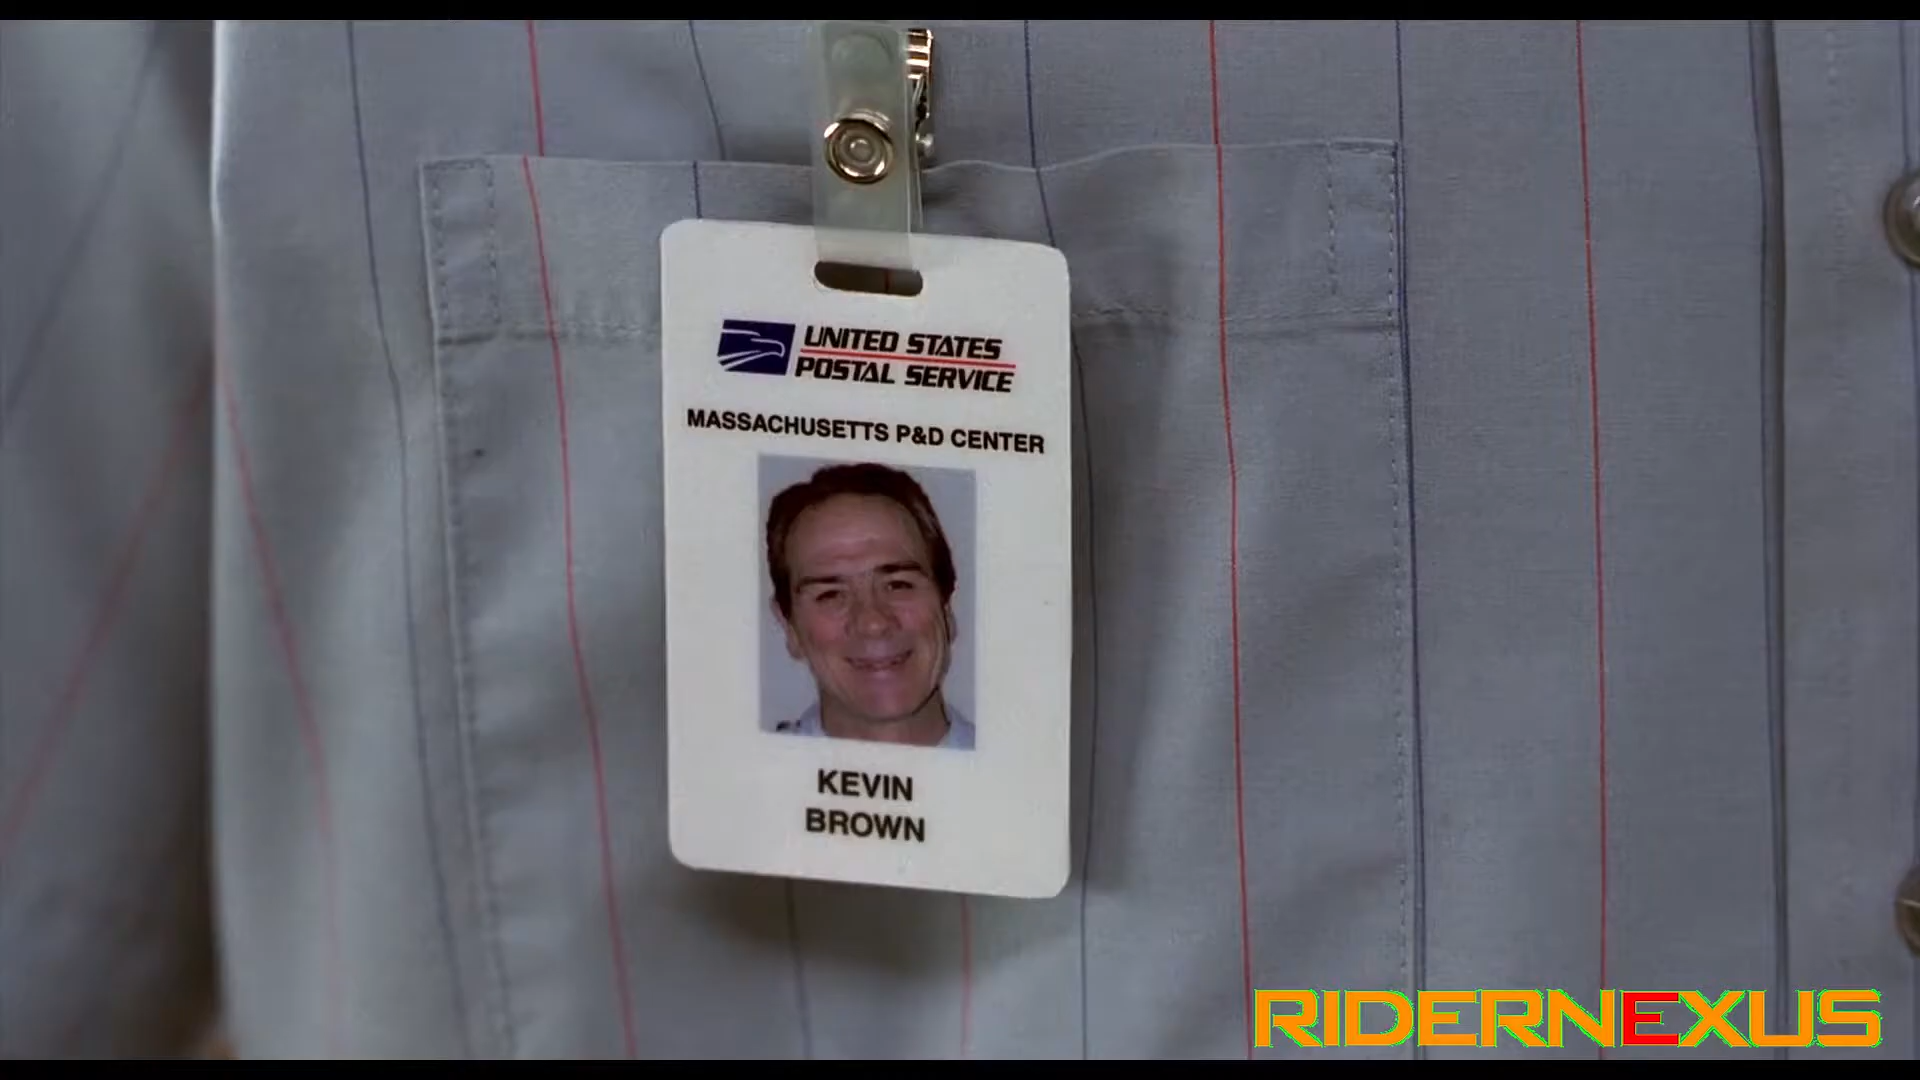 UNITED STATES
POSTAL SERVICE
MASSACHUSETTS P&D CENTER
KEVIN
BROWN
RIDERNEXUS